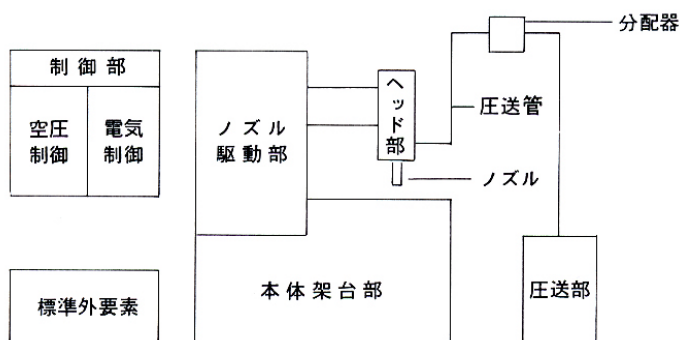 分配器
制御部
空圧
制御
電気
制御
ノズル
駆動部
ヘッド部
圧送管
ノズル
標準外要素
本体架台部
圧送部